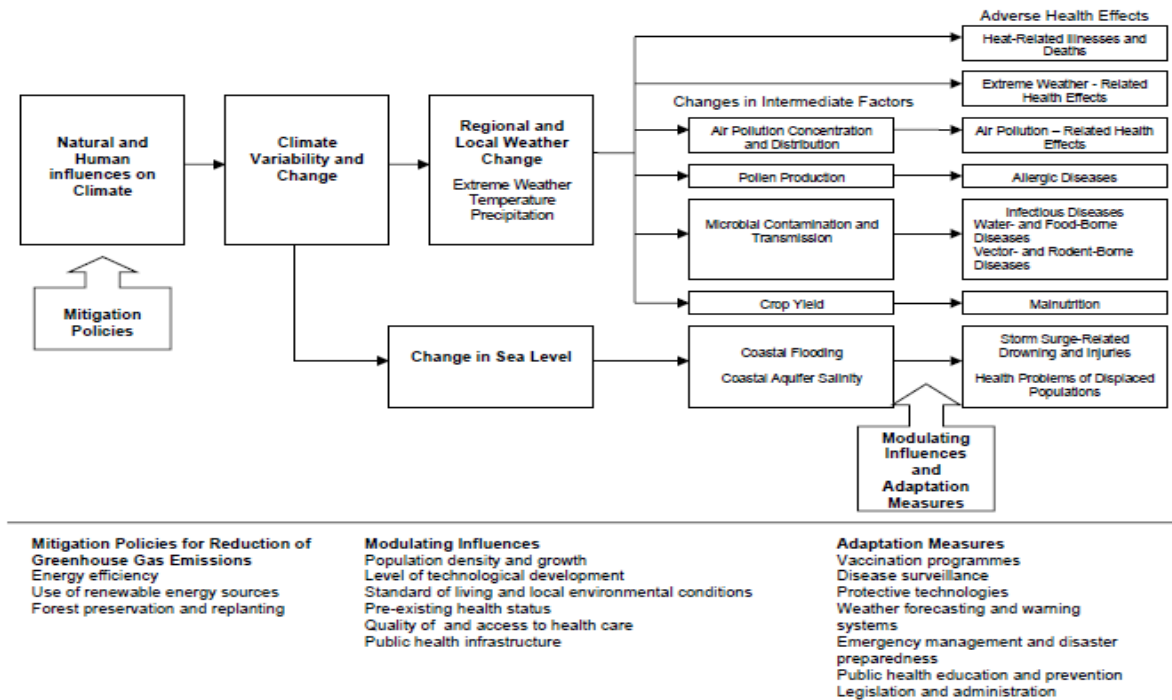 Adverse Health Effects
Heat-Related Illnesses and
Deaths
Extreme Weather - Related
Health Effects
Changes in Intermediate Factors
Natural and
Human
influences on
Climate
Climate
Variability and
Change
Regional and
Local Weather
Change
Extreme Weather
Temperature
Precipitation
Air Pollution Concentration
and Distribution
Air Pollution – Related Health
Effects
Pollen Production
Allergic Diseases
Microbial Contamination and
Transmission
Infectious Diseases
Water- and Food-Borne
Diseases
Vector- and Rodent-Borne
Diseases
Crop Yield
Malnutrition
Mitigation
Policies
Change in Sea Level
Coastal Flooding
Coastal Aquifer Salinity
Storm Surge-Related
Drowning and Injuries
Health Problems of Displaced
Populations
Modulating
Influences
and
Adaptation
Measures
Mitigation Policies for Reduction of
Greenhouse Gas Emissions
Energy efficiency
Use of renewable energy sources
Forest preservation and replanting
Modulating Influences
Population density and growth
Level of technological development
Standard of living and local environmental conditions
Pre-existing health status
Quality of and access to health care
Public health infrastructure
Adaptation Measures
Vaccination programmes
Disease surveillance
Protective technologies
Weather forecasting and warning
systems
Emergency management and disaster
preparedness
Public health education and prevention
Legislation and administration